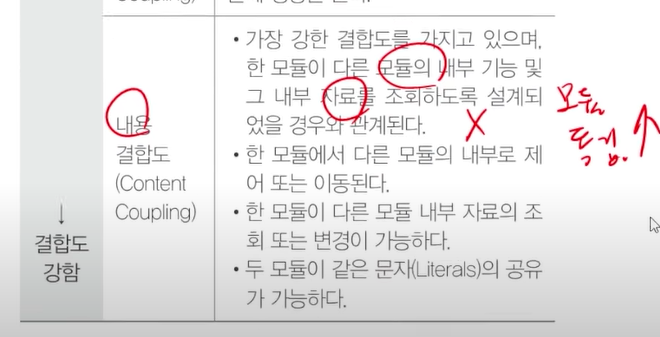 Coupling)
• 가장 강한 결합도를 가지고 있으며,
한 모듈이 다른 모듈의 내부 기능 및
그 내부 자료를 조회하도록 설계되
었을 경우와 관계된다.
• 한 모듈에서 다른 모듈의 내부로 제
어 또는 이동된다.
• 한 모듈이 다른 모듈 내부 자료의 조
회 또는 변경이 가능하다.
• 두 모듈이 같은 문자(Literals)의 공유
가 가능하다.
내용
결합도
(Content
Coupling)
↓
결합도
강함
X
모듈
독립. ↑